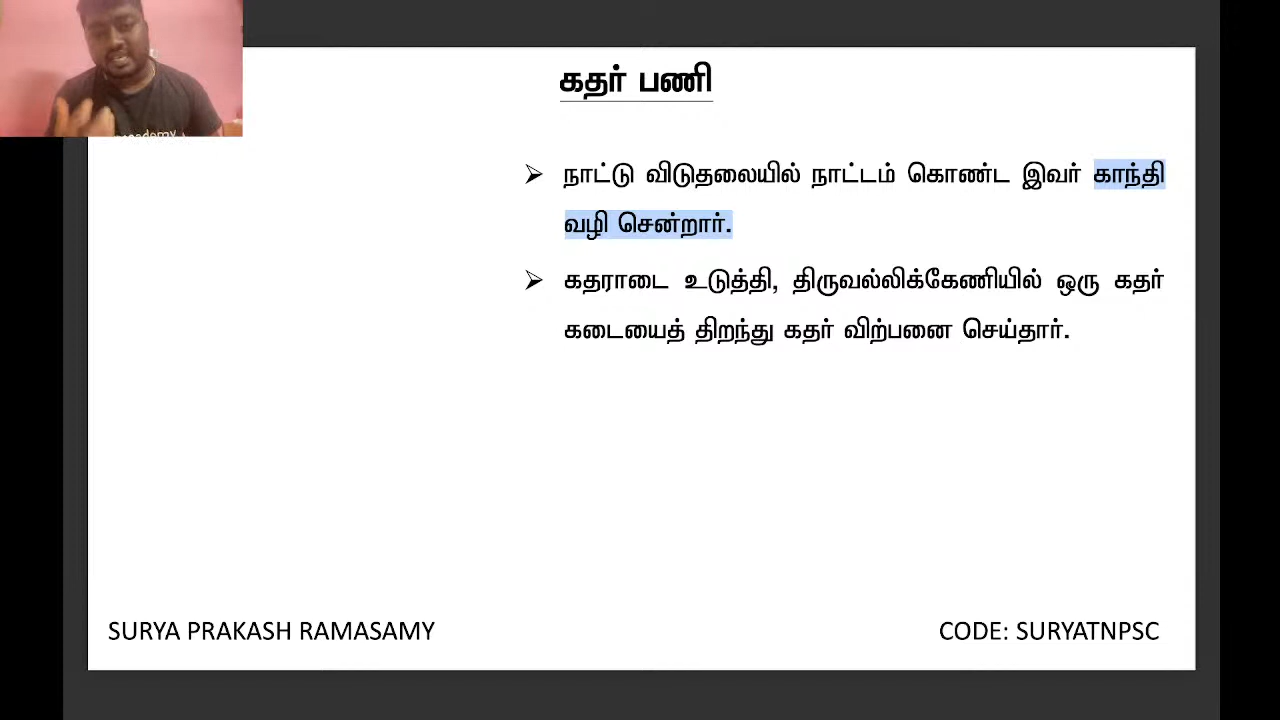 கதர் பணி
நாட்டு விடுதலையில் நாட்டம் கொண்ட இவர் காந்தி
வழி சென்றார்.
கதராடை உடுத்தி, திருவல்லிக்கேணியில் ஒரு கதர்
கடையைத் திறந்து கதர் விற்பனை செய்தார்.
SURYA PRAKASH RAMASAMY
CODE: SURYATNPSC